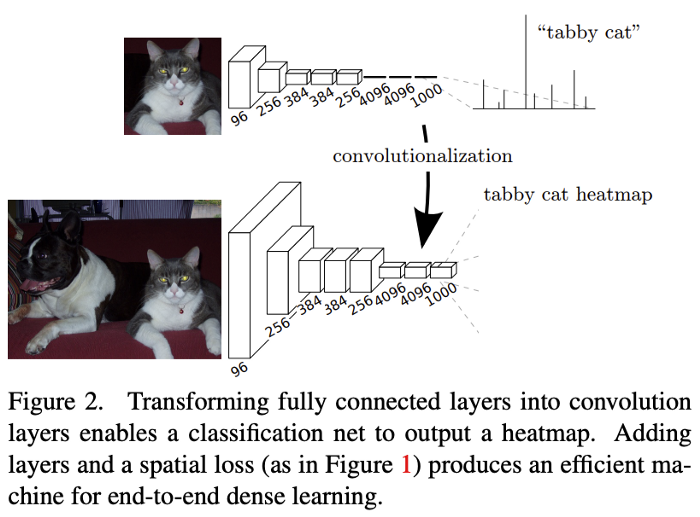 "tabby cat"
96 256 384 384 256 4096 4096 1000
convolutionalization
tabby cat heatmap
96 256 384 384 256 4096 4096 1000
Figure 2. Transforming fully connected layers into convolution
layers enables a classification net to output a heatmap. Adding
layers and a spatial loss (as in Figure 1) produces an efficient ma-
chine for end-to-end dense learning.